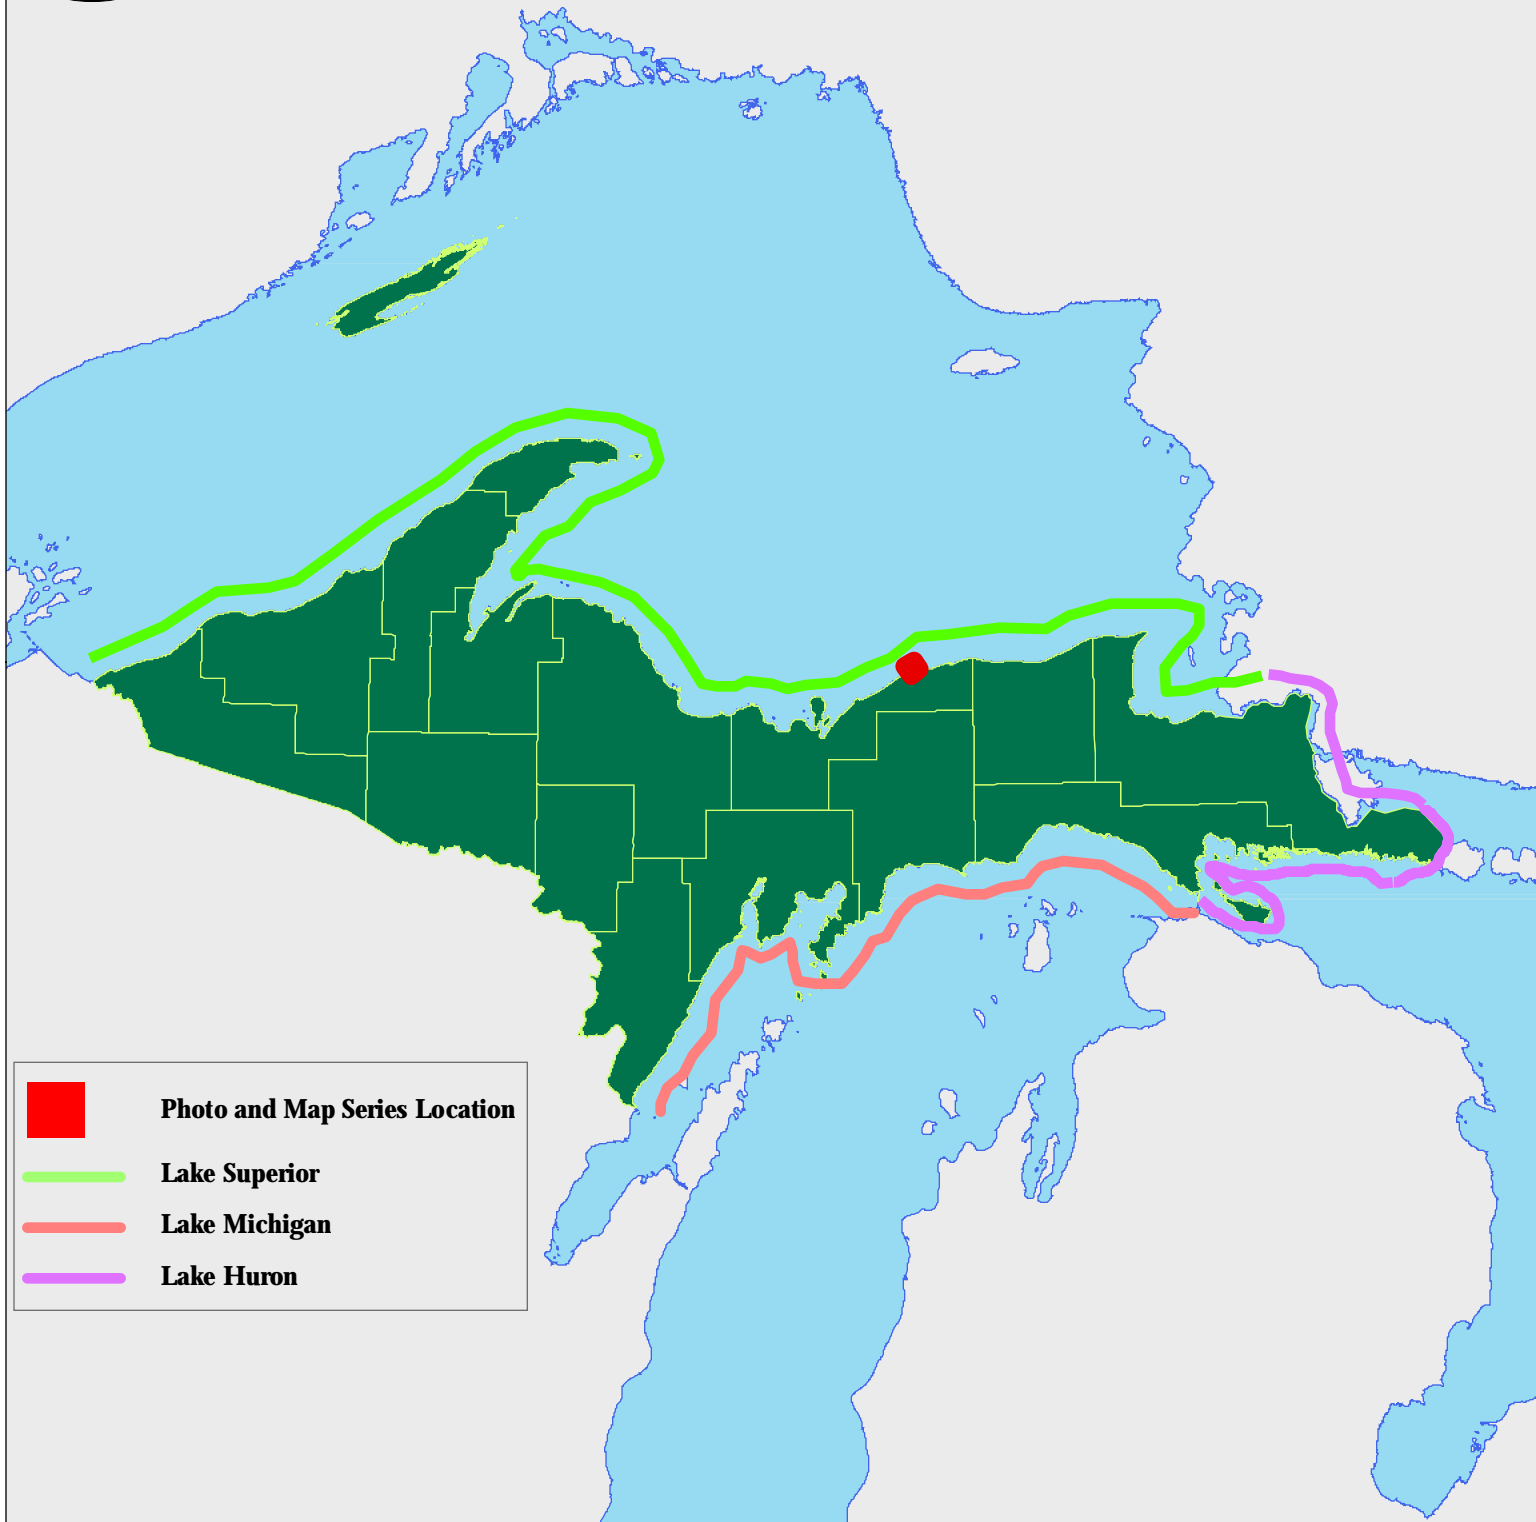 Photo and Map Series Location
Lake Superior
Lake Michigan
Lake Huron